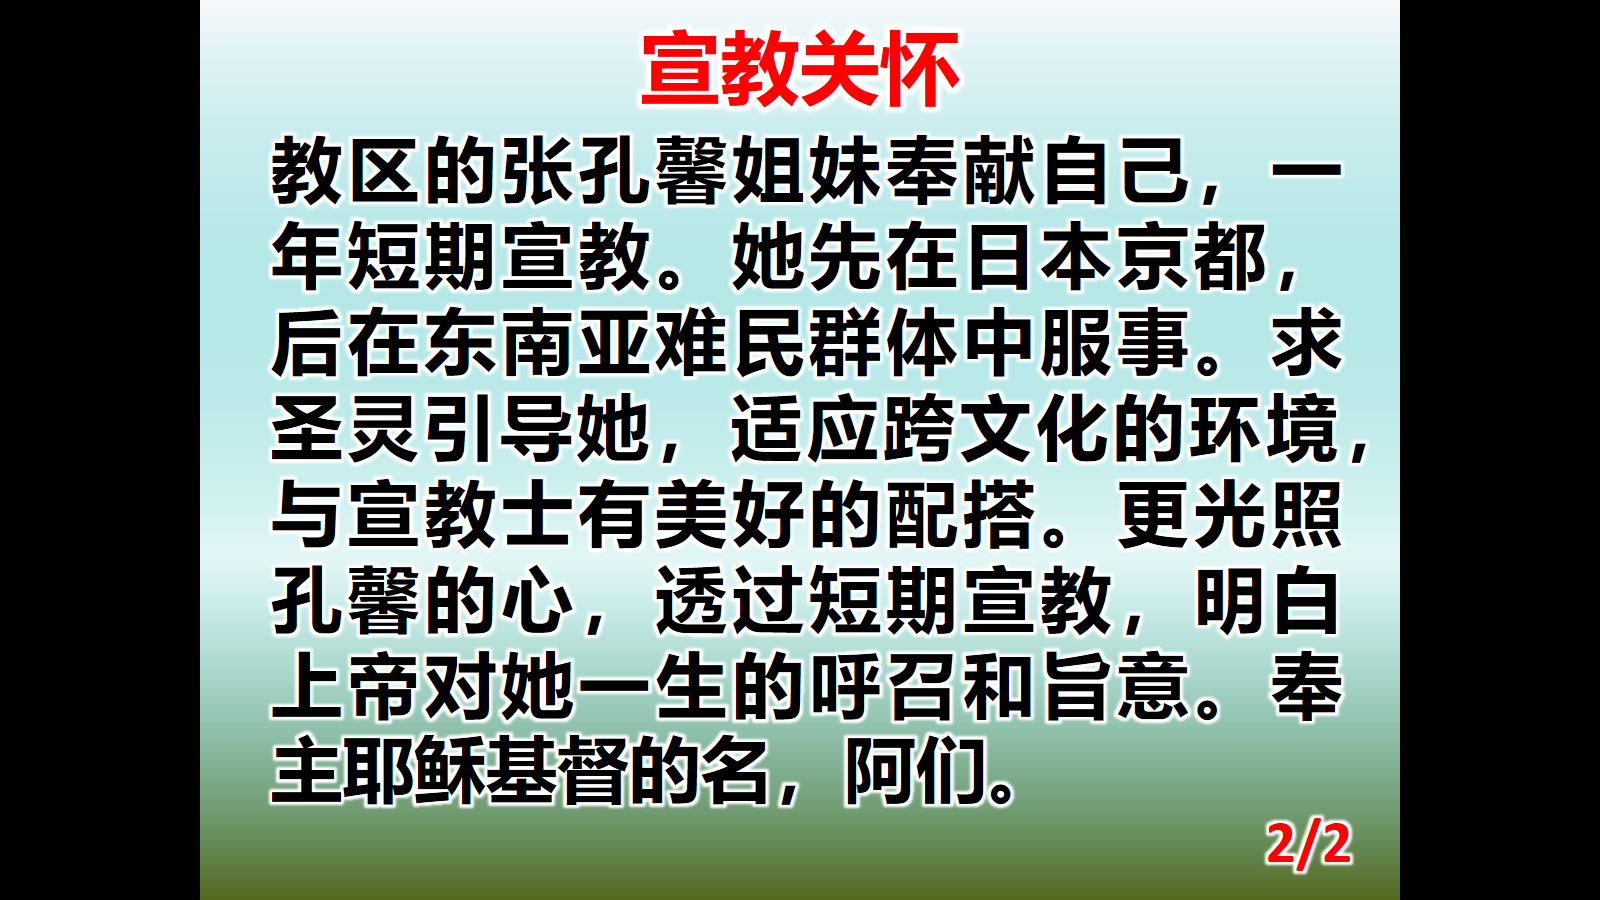 宣教关怀
教区的张孔馨姐妹奉献自己，一
年短期宣教。她先在日本京都，
后在东南亚难民群体中服事。求
圣灵引导她，适应跨文化的环境，
与宣教士有美好的配搭。更光照
孔馨的心，透过短期宣教，明白
上帝对她一生的呼召和旨意。奉
主耶稣基督的名，阿们。
2/2